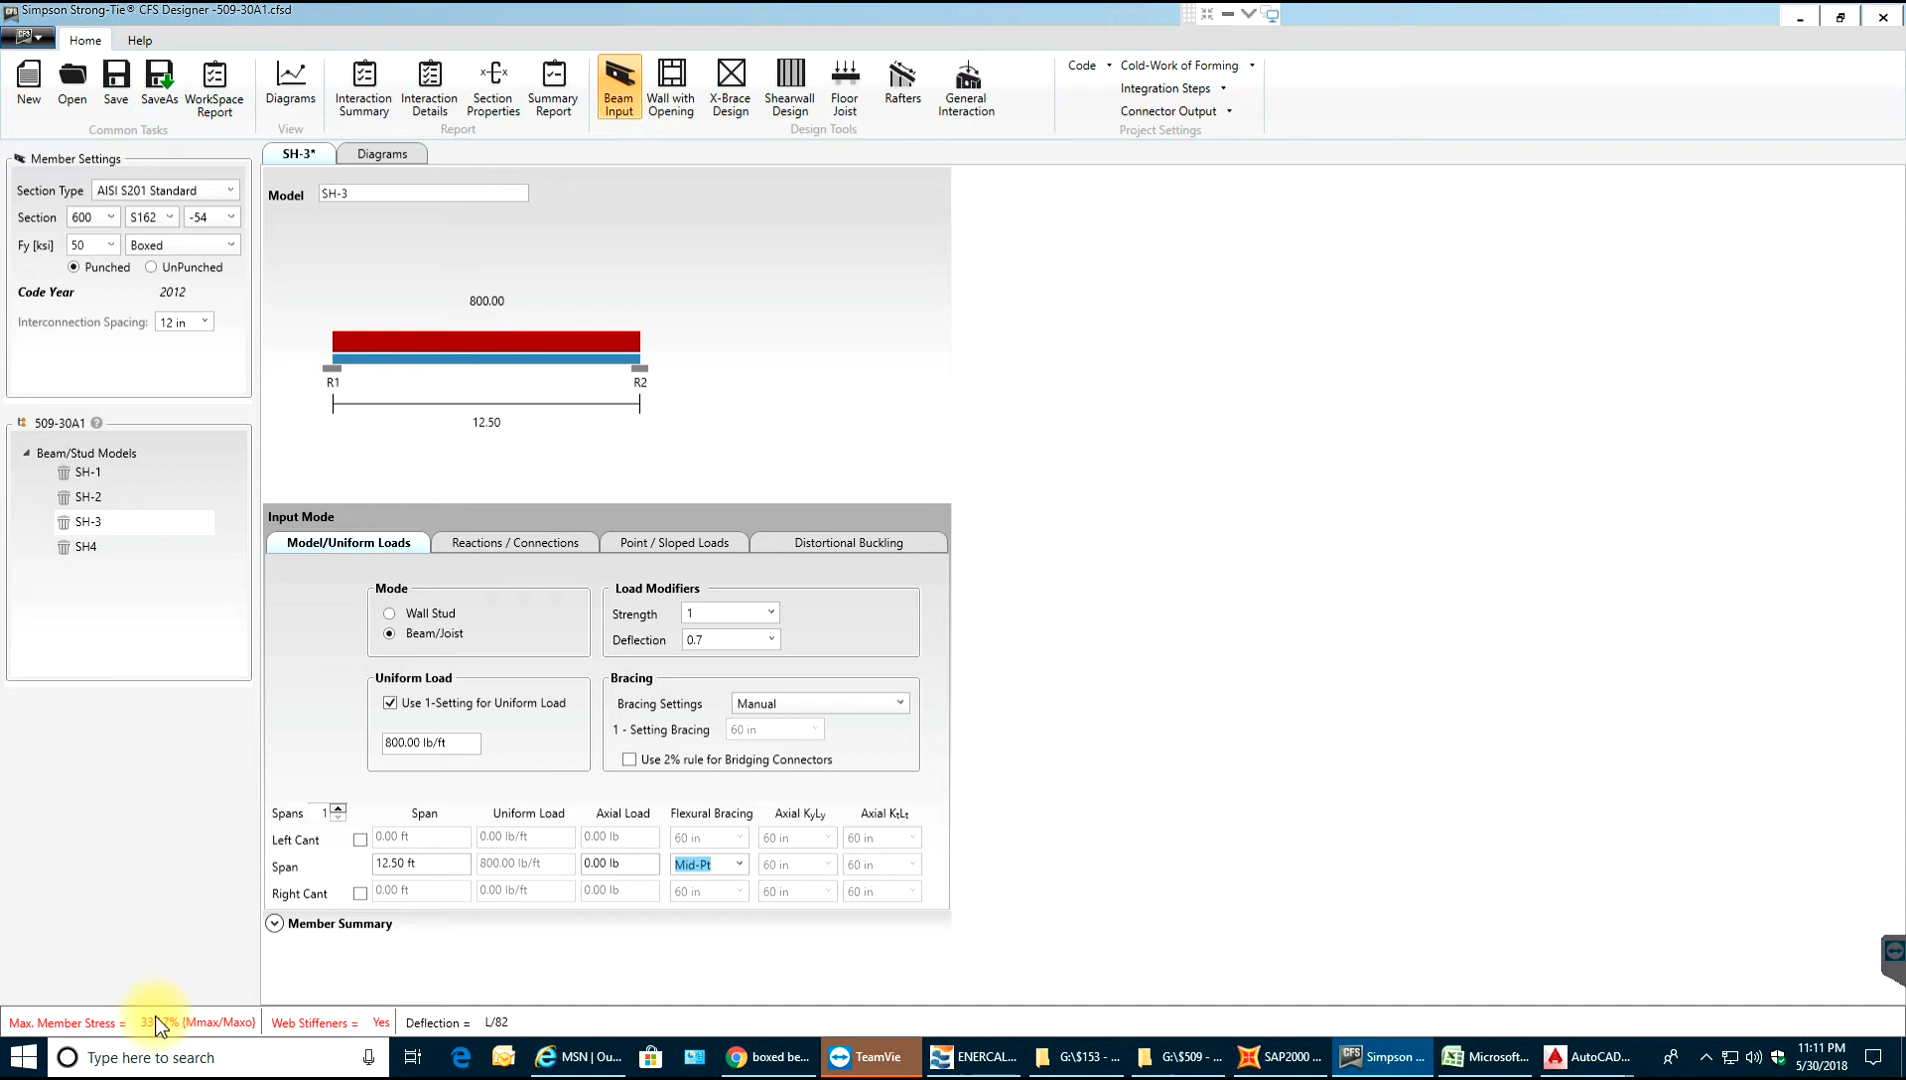 Simpson Strong-Tie® CFS Designer -509-30A1.cfsd
CFS
Home
Help
New
Open
Save
SaveAs
WorkSpace Report
Common Tasks
Diagrams
View
Interaction Summary
Interaction Details
Section Properties
Summary Report
Report
Beam Input
Wall with Opening
X-Brace Design
Shearwall Design
Floor Joist
Rafters
General Interaction
Design Tools
Code
Cold-Work of Forming
Integration Steps
Connector Output
Project Settings
Member Settings
Section Type AISI S201 Standard
Section 600 S162 -54
Fy [ksi] 50 Boxed
Punched UnPunched
Code Year 2012
Interconnection Spacing: 12 in
509-30A1
Beam/Stud Models
SH-1
SH-2
SH-3
SH4
SH-3*
Diagrams
Model SH-3
800.00
R1 R2
12.50
Input Mode
Model/Uniform Loads
Reactions / Connections
Point / Sloped Loads
Distortional Buckling
Mode
Wall Stud
Beam/Joist
Load Modifiers
Strength 1
Deflection 0.7
Uniform Load
Use 1-Setting for Uniform Load
800.00 lb/ft
Bracing
Bracing Settings Manual
1 - Setting Bracing 60 in
Use 2% rule for Bridging Connectors
Spans 1 Span Uniform Load Axial Load Flexural Bracing Axial KyLy Axial KtLt
Left Cant 0.00 ft 0.00 lb/ft 0.00 lb 60 in 60 in 60 in
Span 12.50 ft 800.00 lb/ft 0.00 lb Mid-Pt 60 in 60 in
Right Cant 0.00 ft 0.00 lb/ft 0.00 lb 60 in 60 in 60 in
Member Summary
Max. Member Stress = (Mmax/Maxo) Web Stiffeners = Yes Deflection = L/82
Type here to search
MSN | Ou...
boxed be...
TeamVie
ENERCAL...
G:\$153 - ...
G:\$509 - ...
SAP2000 ...
CFS
Simpson ...
Microsoft...
AutoCAD...
11:11 PM
5/30/2018